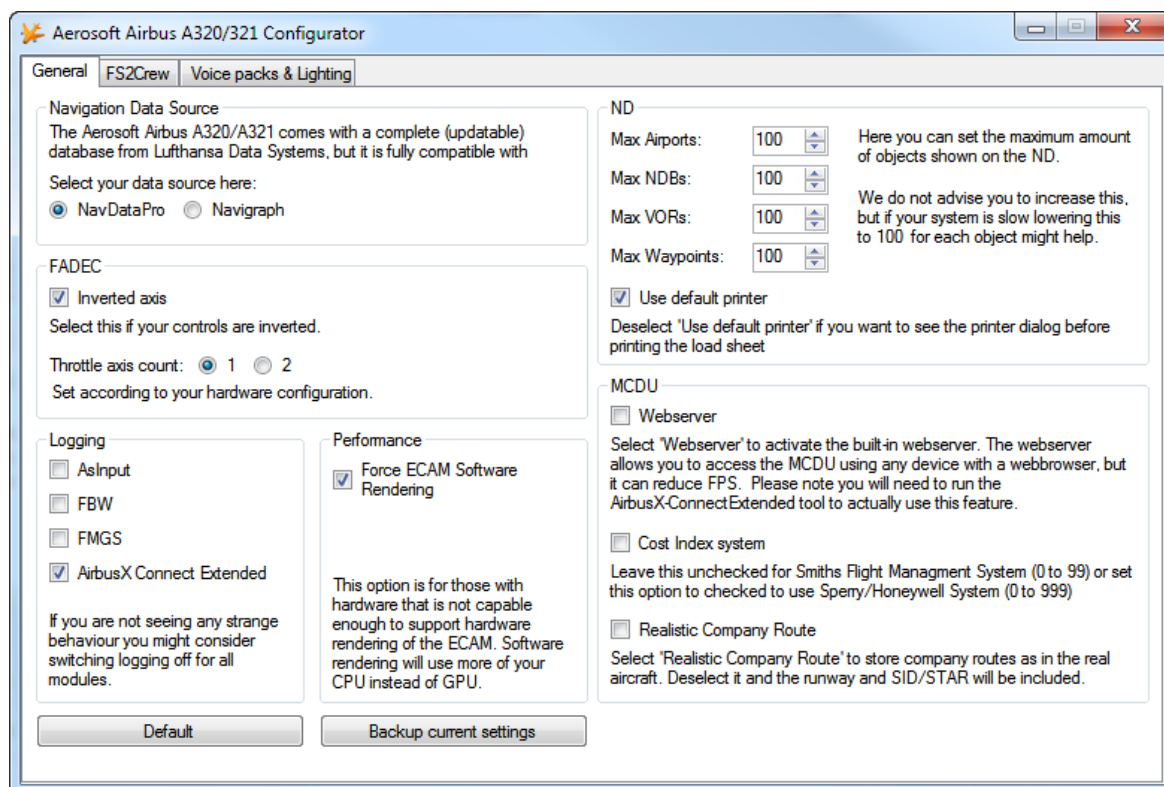 Aerosoft Airbus A320/321 Configurator
General
FS2Crew
Voice packs & Lighting
Navigation Data Source
The Aerosoft Airbus A320/A321 comes with a complete (updatable)
database from Lufthansa Data Systems, but it is fully compatible with
Select your data source here:
NavDataPro
Navigraph
FADEC
Inverted axis
Select this if your controls are inverted.
Throttle axis count: 1 2
Set according to your hardware configuration.
Logging
AsInput
FBW
FMGS
AirbusX Connect Extended
If you are not seeing any strange
behaviour you might consider
switching logging off for all
modules.
Default
Performance
Force ECAM Software
Rendering
This option is for those with
hardware that is not capable
enough to support hardware
rendering of the ECAM. Software
rendering will use more of your
CPU instead of GPU.
Backup current settings
ND
Max Airports: 100
Max NDBs: 100
Max VORs: 100
Max Waypoints: 100
Here you can set the maximum amount
of objects shown on the ND.
We do not advise you to increase this,
but if your system is slow lowering this
to 100 for each object might help.
Use default printer
Deselect 'Use default printer' if you want to see the printer dialog before
printing the load sheet
MCDU
Webserver
Select 'Webserver' to activate the built-in webserver. The webserver
allows you to access the MCDU using any device with a webbrowser, but
it can reduce FPS. Please note you will need to run the
AirbusX-ConnectExtended tool to actually use this feature.
Cost Index system
Leave this unchecked for Smiths Flight Managment System (0 to 99) or set
this option to checked to use Sperry/Honeywell System (0 to 999)
Realistic Company Route
Select 'Realistic Company Route' to store company routes as in the real
aircraft. Deselect it and the runway and SID/STAR will be included.